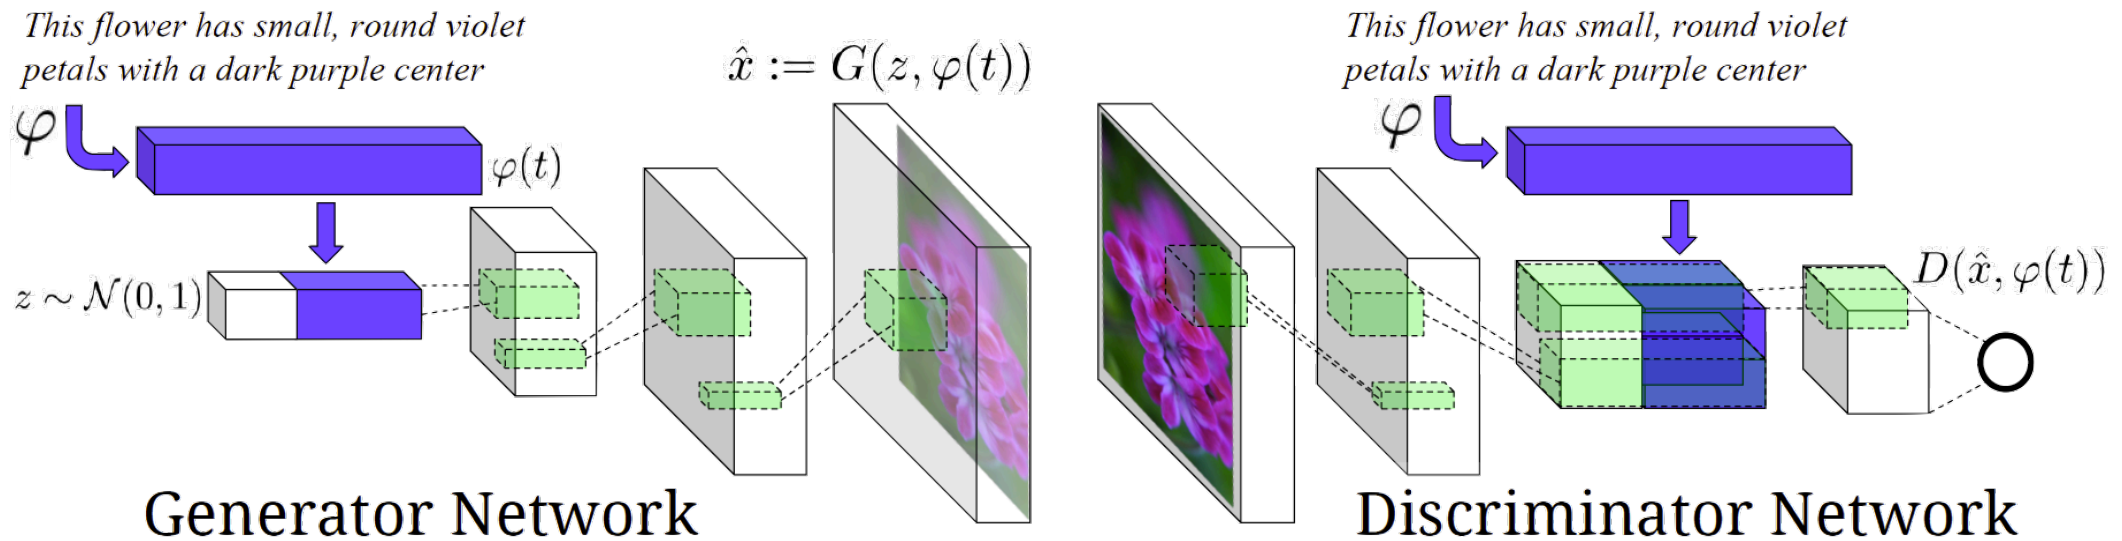 This flower has small, round violet
petals with a dark purple center
φ
φ(t)
z ~ 𝒩(0, 1)
x̂ := G(z, φ(t))
Generator Network
This flower has small, round violet
petals with a dark purple center
φ
D(x̂, φ(t))
Discriminator Network